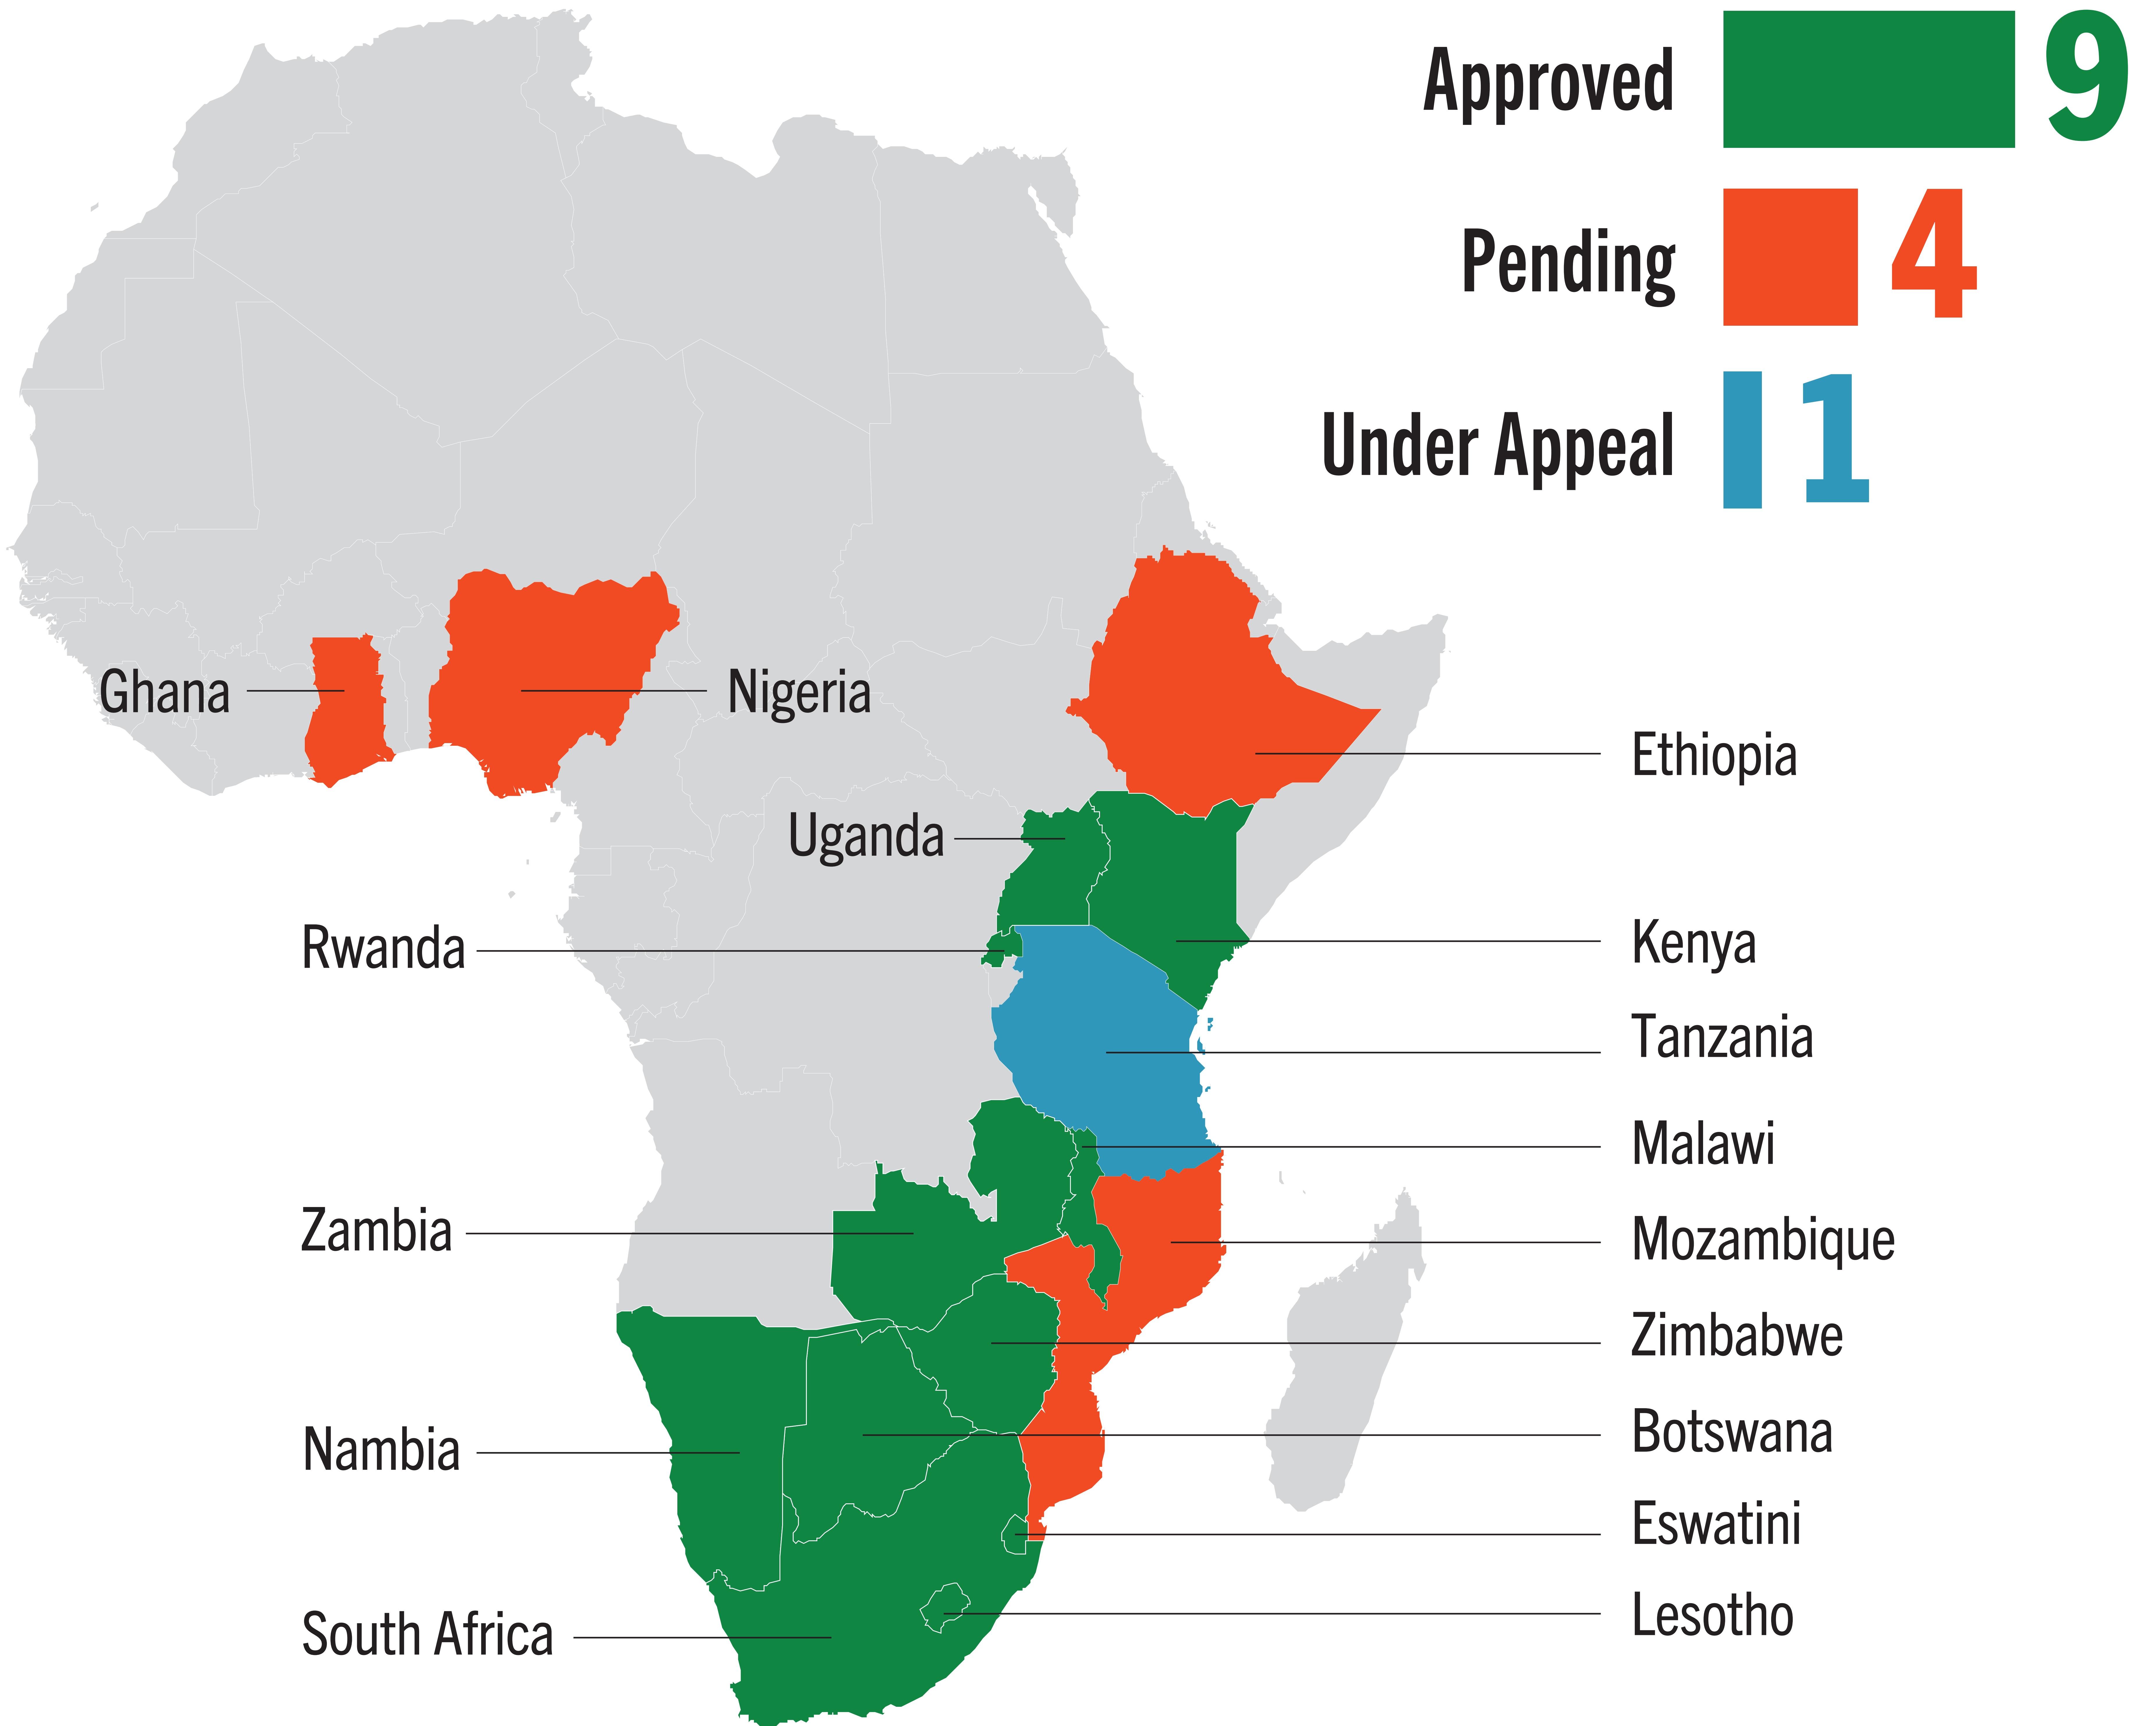 Approved 9
Pending 4
Under Appeal 1
Ghana
Nigeria
Ethiopia
Uganda
Kenya
Rwanda
Tanzania
Malawi
Zambia
Mozambique
Zimbabwe
Botswana
Nambia
Eswatini
Lesotho
South Africa